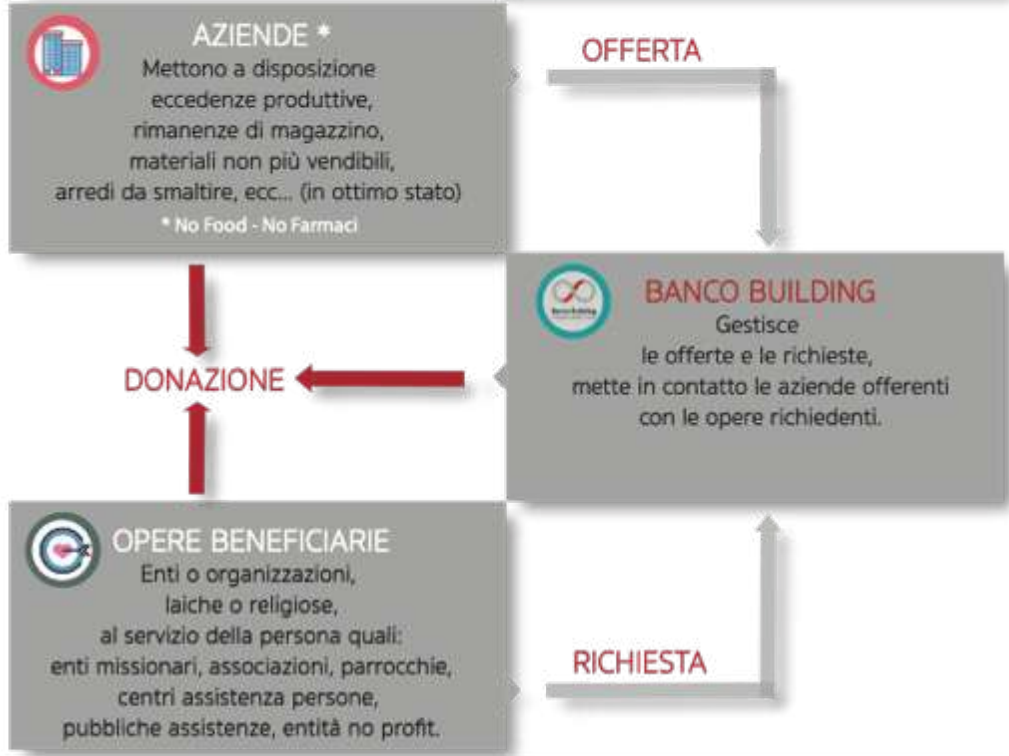 AZIENDE *
Mettono a disposizione
eccedenze produttive,
rimanenze di magazzino,
materiali non più vendibili,
arredi da smaltire, ecc... (in ottimo stato)
* No Food - No Farmaci
OFFERTA
BANCO BUILDING
Gestisce
le offerte e le richieste,
mette in contatto le aziende offerenti
con le opere richiedenti.
Banco Building
DONAZIONE
OPERE BENEFICIARIE
Enti o organizzazioni,
laiche o religiose,
al servizio della persona quali:
enti missionari, associazioni, parrocchie,
centri assistenza persone,
pubbliche assistenze, entità no profit.
RICHIESTA